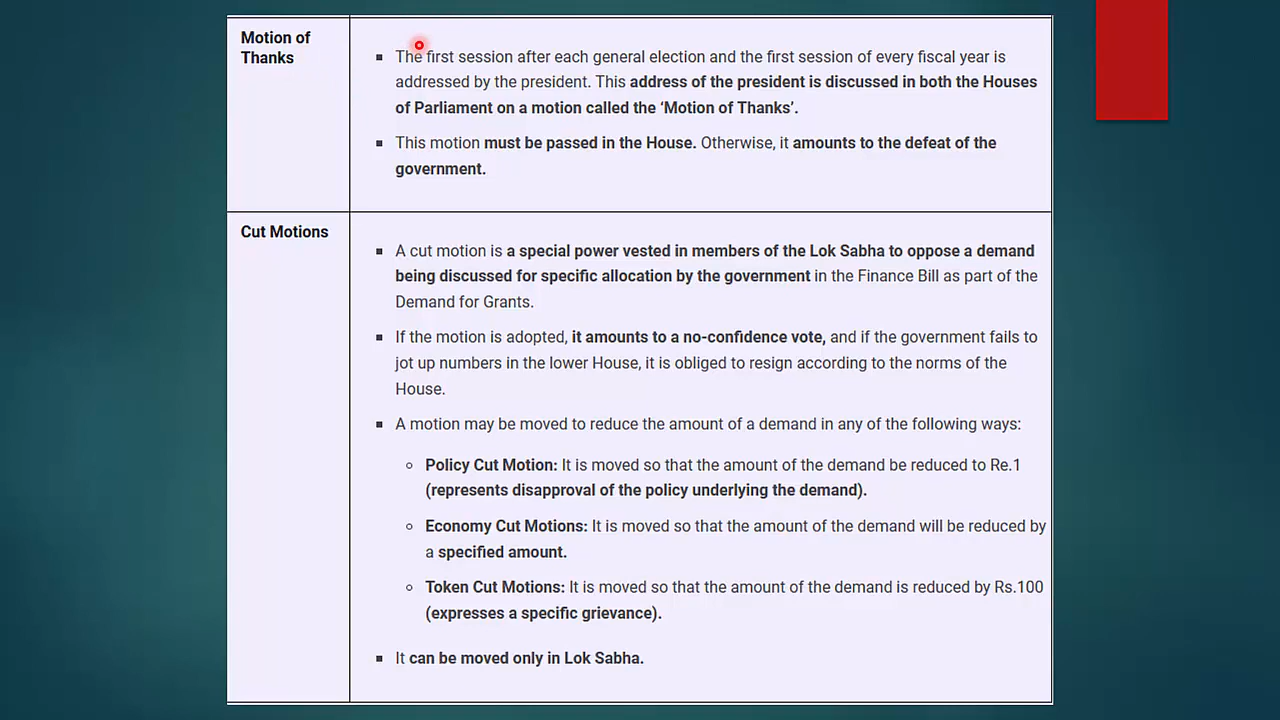 Motion of
Thanks
The first session after each general election and the first session of every fiscal year is
addressed by the president. This address of the president is discussed in both the Houses
of Parliament on a motion called the ‘Motion of Thanks’.
This motion must be passed in the House. Otherwise, it amounts to the defeat of the
government.
Cut Motions
A cut motion is a special power vested in members of the Lok Sabha to oppose a demand
being discussed for specific allocation by the government in the Finance Bill as part of the
Demand for Grants.
If the motion is adopted, it amounts to a no-confidence vote, and if the government fails to
jot up numbers in the lower House, it is obliged to resign according to the norms of the
House.
A motion may be moved to reduce the amount of a demand in any of the following ways:
Policy Cut Motion: It is moved so that the amount of the demand be reduced to Re.1
(represents disapproval of the policy underlying the demand).
Economy Cut Motions: It is moved so that the amount of the demand will be reduced by
a specified amount.
Token Cut Motions: It is moved so that the amount of the demand is reduced by Rs.100
(expresses a specific grievance).
It can be moved only in Lok Sabha.